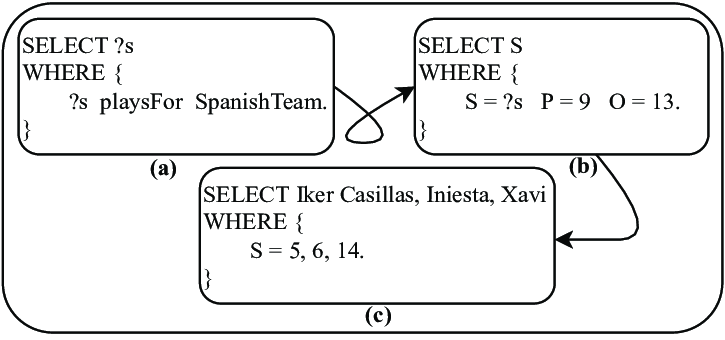 SELECT ?s
WHERE {
?s playsFor SpanishTeam.
}
(a)
SELECT S
WHERE {
S = ?s P = 9 O = 13.
}
(b)
SELECT Iker Casillas, Iniesta, Xavi
WHERE {
S = 5, 6, 14.
}
(c)